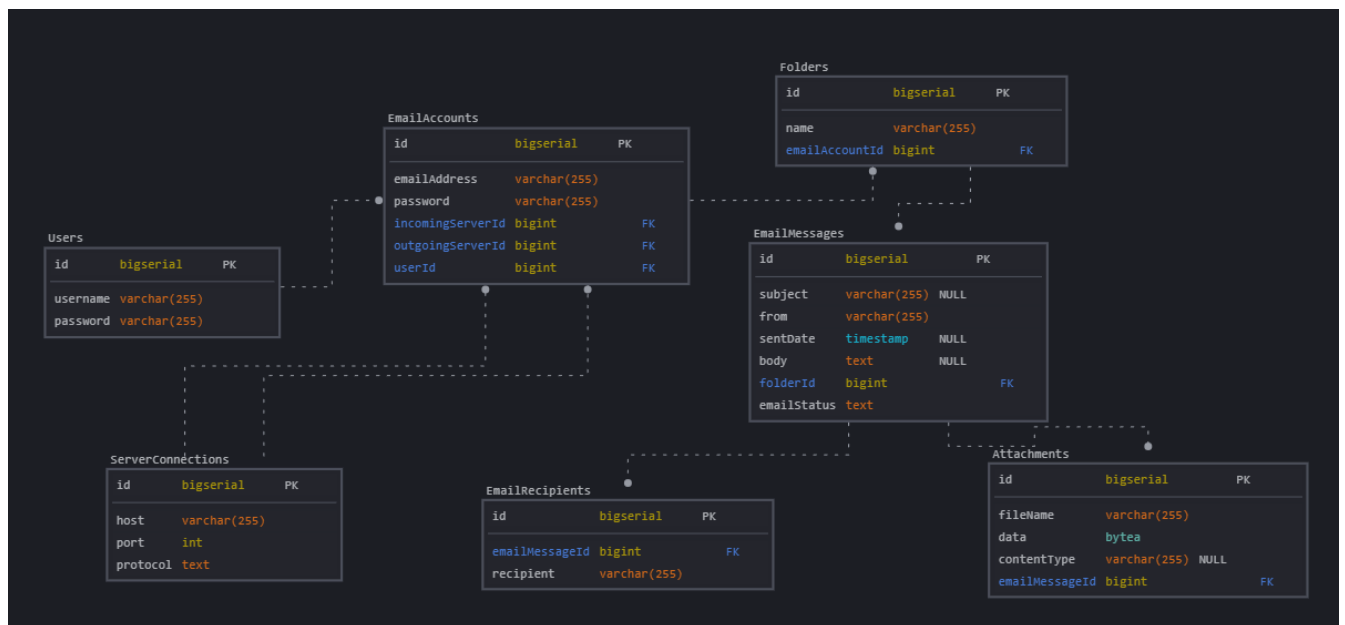 Folders
id bigserial PK
name varchar(255)
emailAccountId bigint FK
EmailAccounts
id bigserial PK
emailAddress varchar(255)
password varchar(255)
incomingServerId bigint FK
outgoingServerId bigint FK
userId bigint FK
Users
id bigserial PK
username varchar(255)
password varchar(255)
EmailMessages
id bigserial PK
subject varchar(255) NULL
from varchar(255)
sentDate timestamp NULL
body text NULL
folderId bigint FK
emailStatus text
ServerConnections
id bigserial PK
host varchar(255)
port int
protocol text
EmailRecipients
id bigserial PK
emailMessageId bigint FK
recipient varchar(255)
Attachments
id bigserial PK
fileName varchar(255)
data bytea
contentType varchar(255) NULL
emailMessageId bigint FK